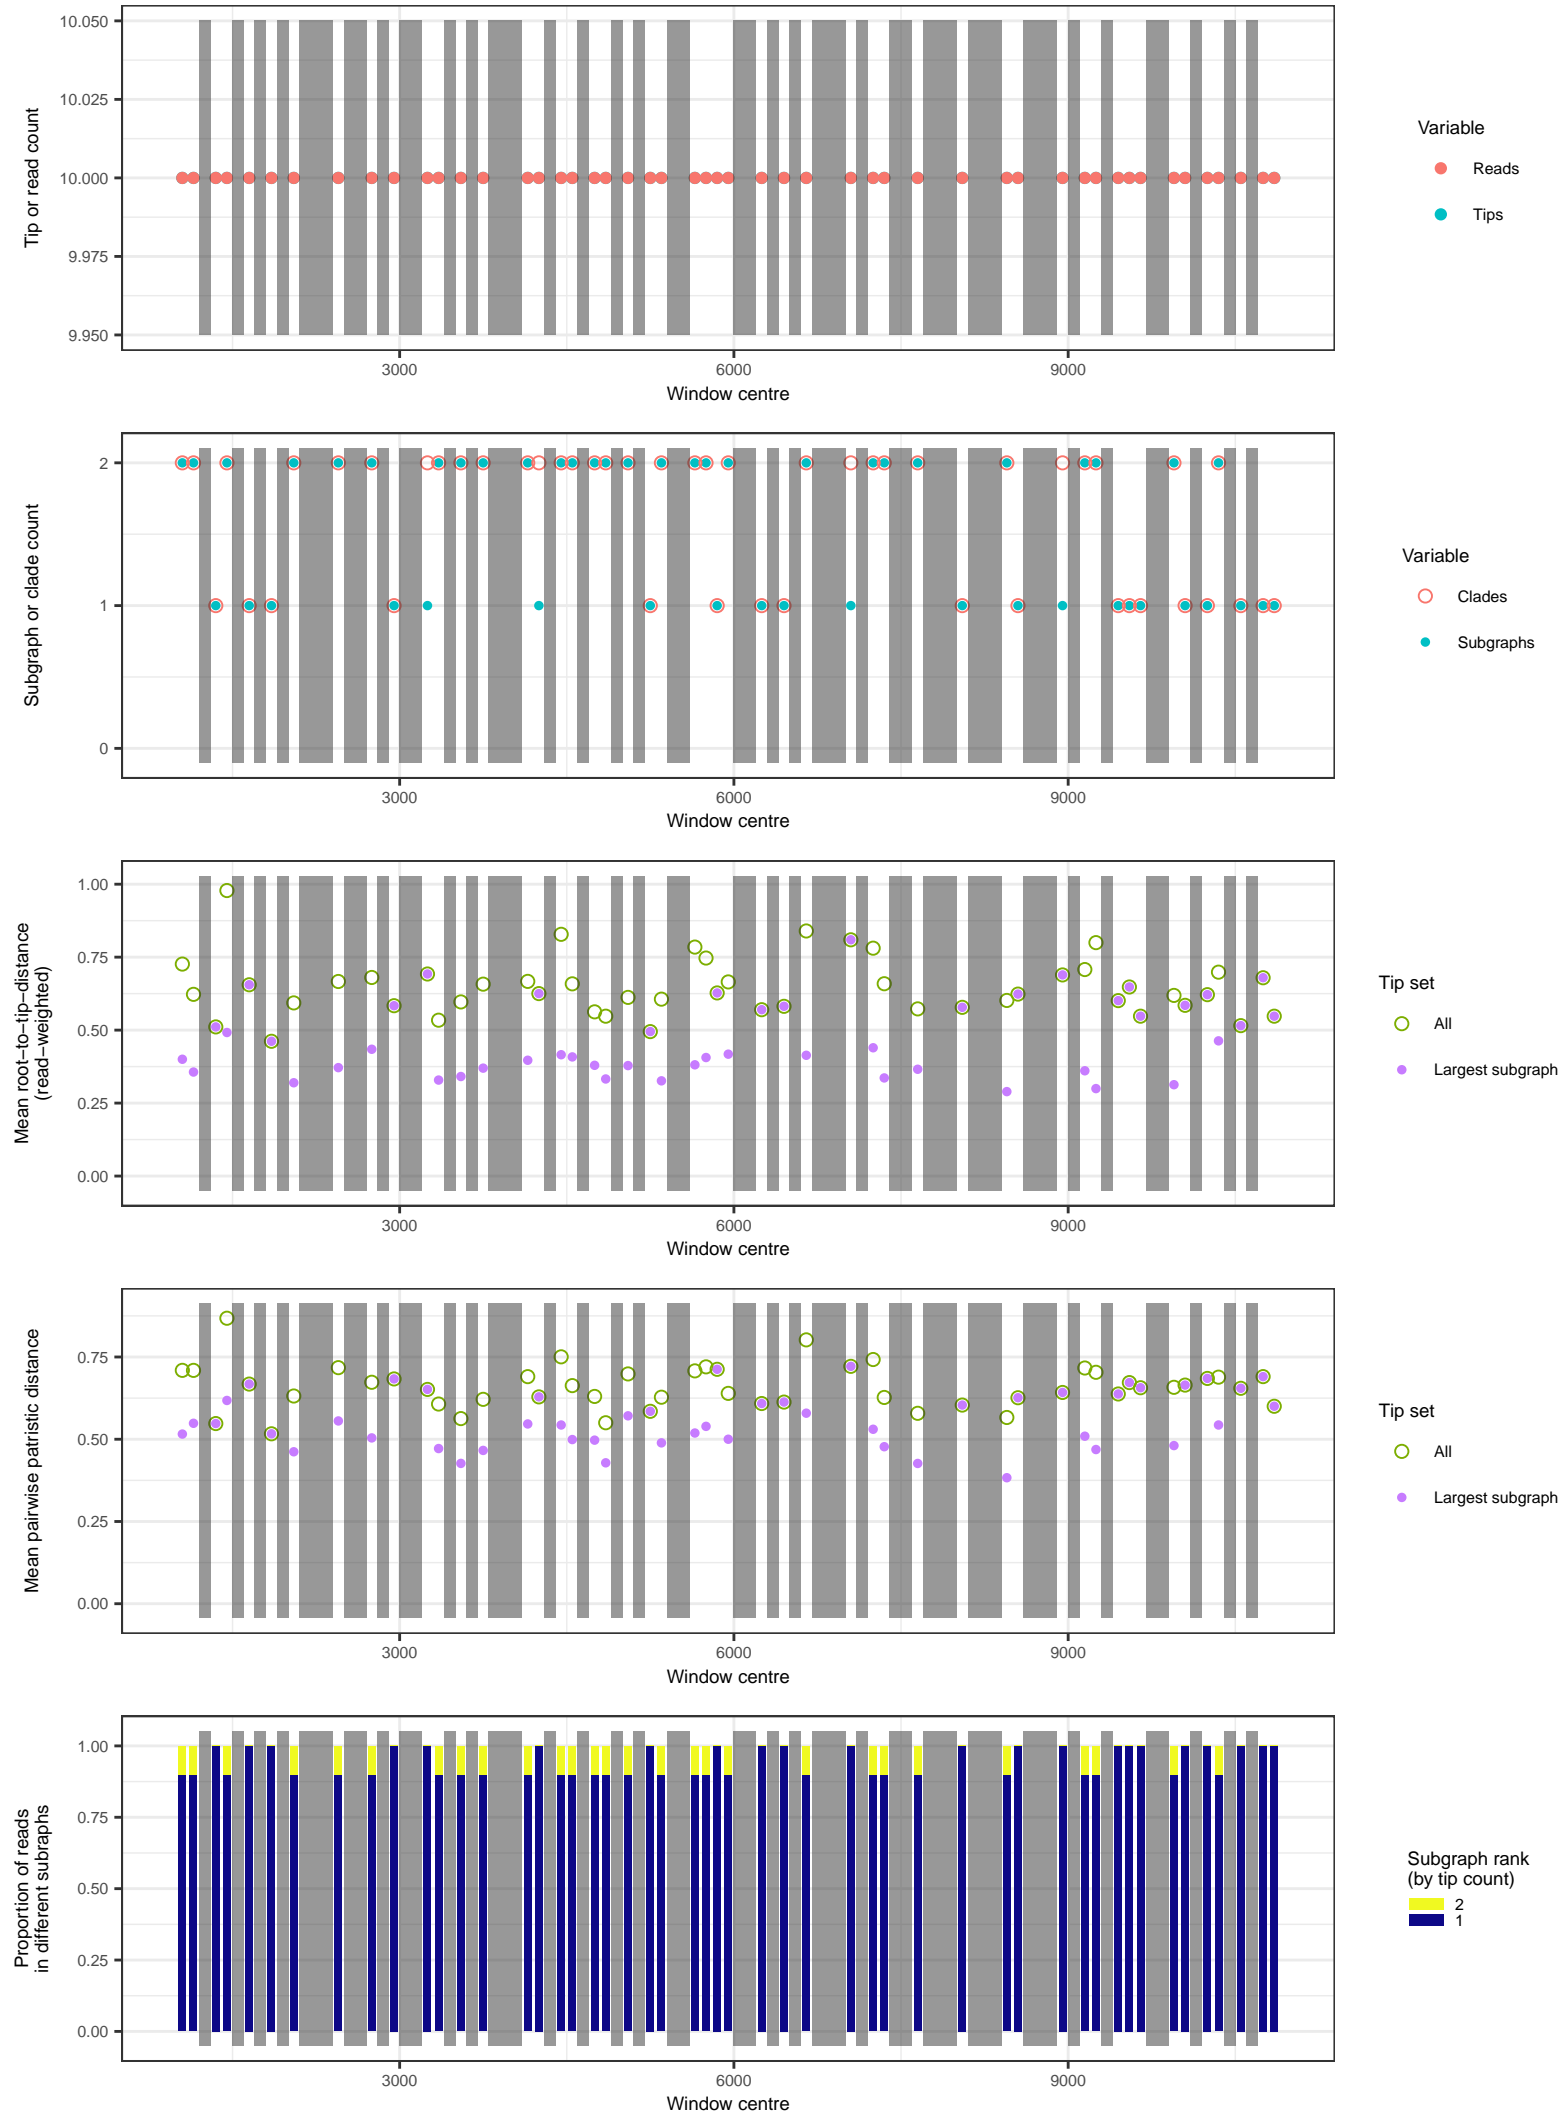 10.050
10.025
10.000
9.975
9.950
Tip or read count
3000
6000
9000
Window centre
Variable
Reads
Tips
2
1
0
Subgraph or clade count
3000
6000
9000
Window centre
Variable
Clades
Subgraphs
1.00
0.75
0.50
0.25
0.00
Mean root−to−tip−distance
(read−weighted)
3000
6000
9000
Window centre
Tip set
All
Largest subgraph
0.75
0.50
0.25
0.00
Mean pairwise patristic distance
3000
6000
9000
Window centre
Tip set
All
Largest subgraph
1.00
0.75
0.50
0.25
0.00
Proportion of reads
in different subraphs
3000
6000
9000
Window centre
Subgraph rank
(by tip count)
2
1